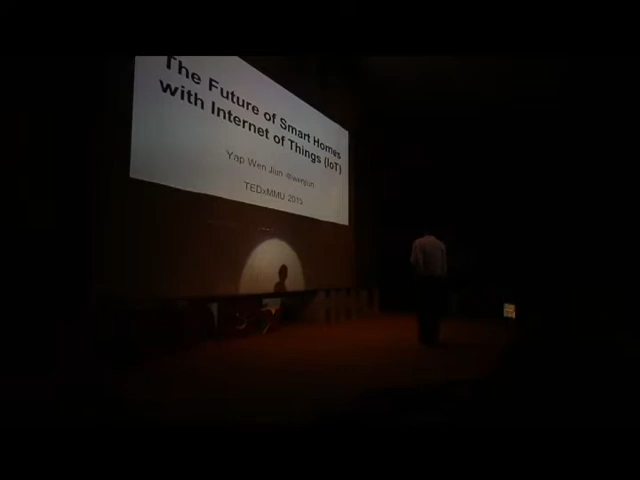 The Future of Smart Homes
with Internet of Things (IoT)
Yap Wen Jiun @wenjiun
TEDxMMU 2015